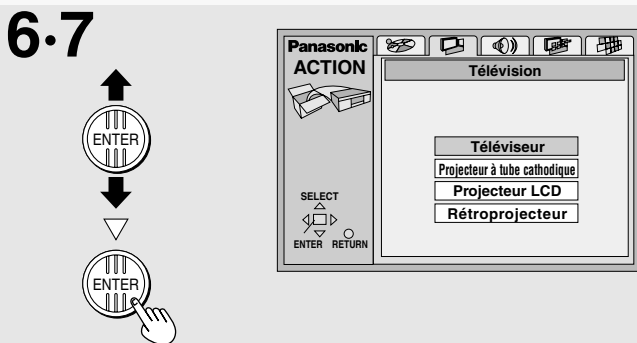 6·7
ENTER
ENTER
Panasonic
ACTION
SELECT
ENTER RETURN
Télévision
Téléviseur
Projecteur à tube cathodique
Projecteur LCD
Rétroprojecteur